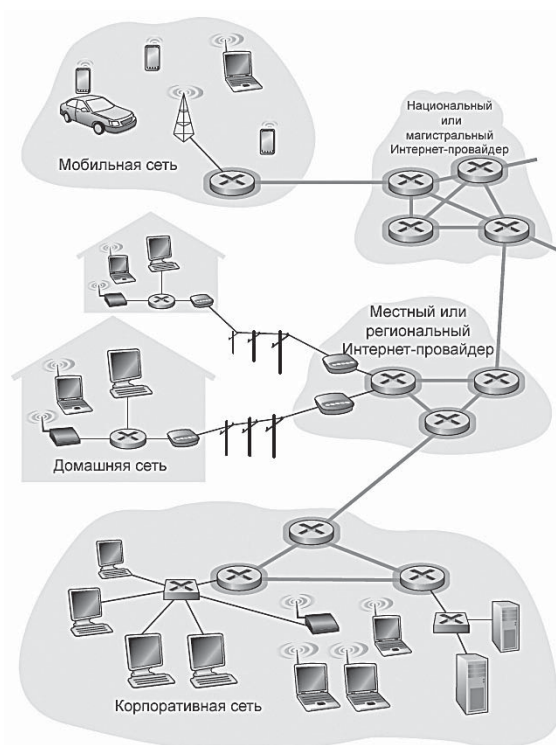 Мобильная сеть
Национальный
или
магистральный
Интернет-провайдер
Местный или
региональный
Интернет-провайдер
Домашняя сеть
Корпоративная сеть